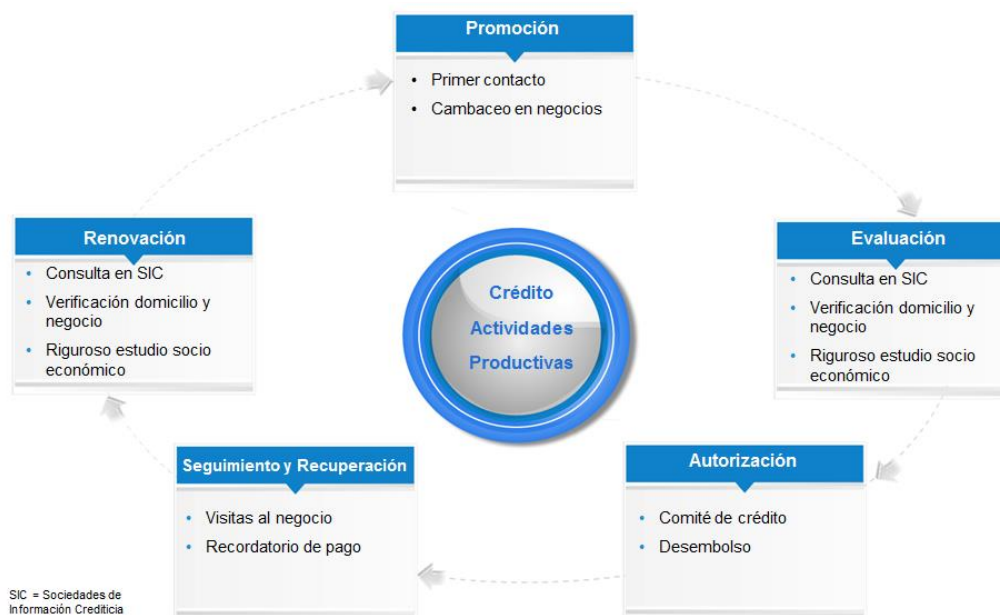 Promoción
• Primer contacto
• Cambaceo en negocios
Evaluación
• Consulta en SIC
• Verificación domicilio y
negocio
• Riguroso estudio socio
económico
Autorización
• Comité de crédito
• Desembolso
Seguimiento y Recuperación
• Visitas al negocio
• Recordatorio de pago
Renovación
• Consulta en SIC
• Verificación domicilio y
negocio
• Riguroso estudio socio
económico
Crédito
Actividades
Productivas
SIC = Sociedades de
Información Crediticia